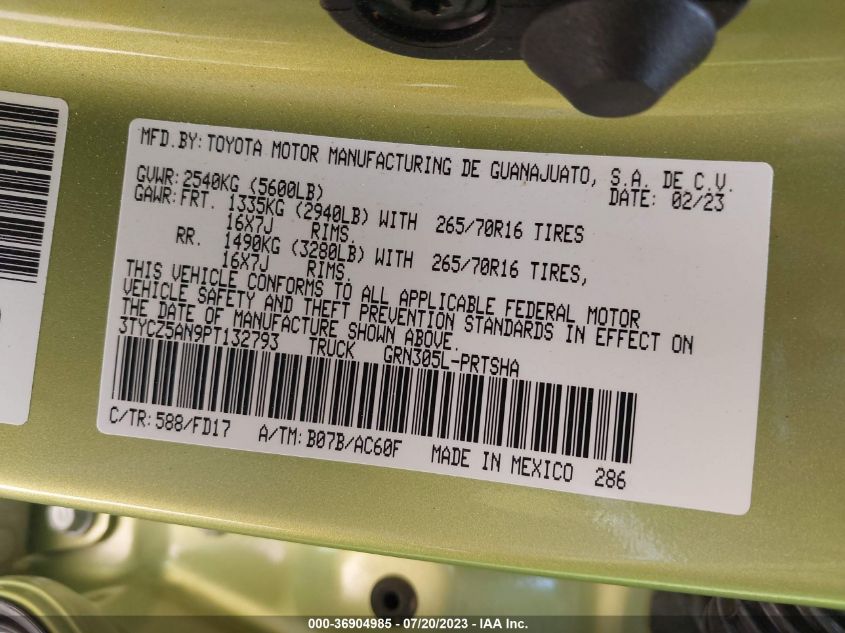 MFD.BY:TOYOTA MOTOR MANUFACTURING DE GUANAJUATO, S.A. DE C.V.
GVWR:2540KG (5600LB) DATE: 02/23
GAWR:FRT. 1335KG (2940LB) WITH 265/70R16 TIRES
16X7J RIMS.
RR. 1490KG (3280LB) WITH 265/70R16 TIRES,
16X7J RIMS.
THIS VEHICLE CONFORMS TO ALL APPLICABLE FEDERAL MOTOR
VEHICLE SAFETY AND THEFT PREVENTION STANDARDS IN EFFECT ON
THE DATE OF MANUFACTURE SHOWN ABOVE.
3TYCZ5AN9PT132793 TRUCK GRN305L-PRTSHA
C/TR:588/FD17 A/TM:B07B/AC60F MADE IN MEXICO 286
000-36904985 - 07/20/2023 - IAA Inc.